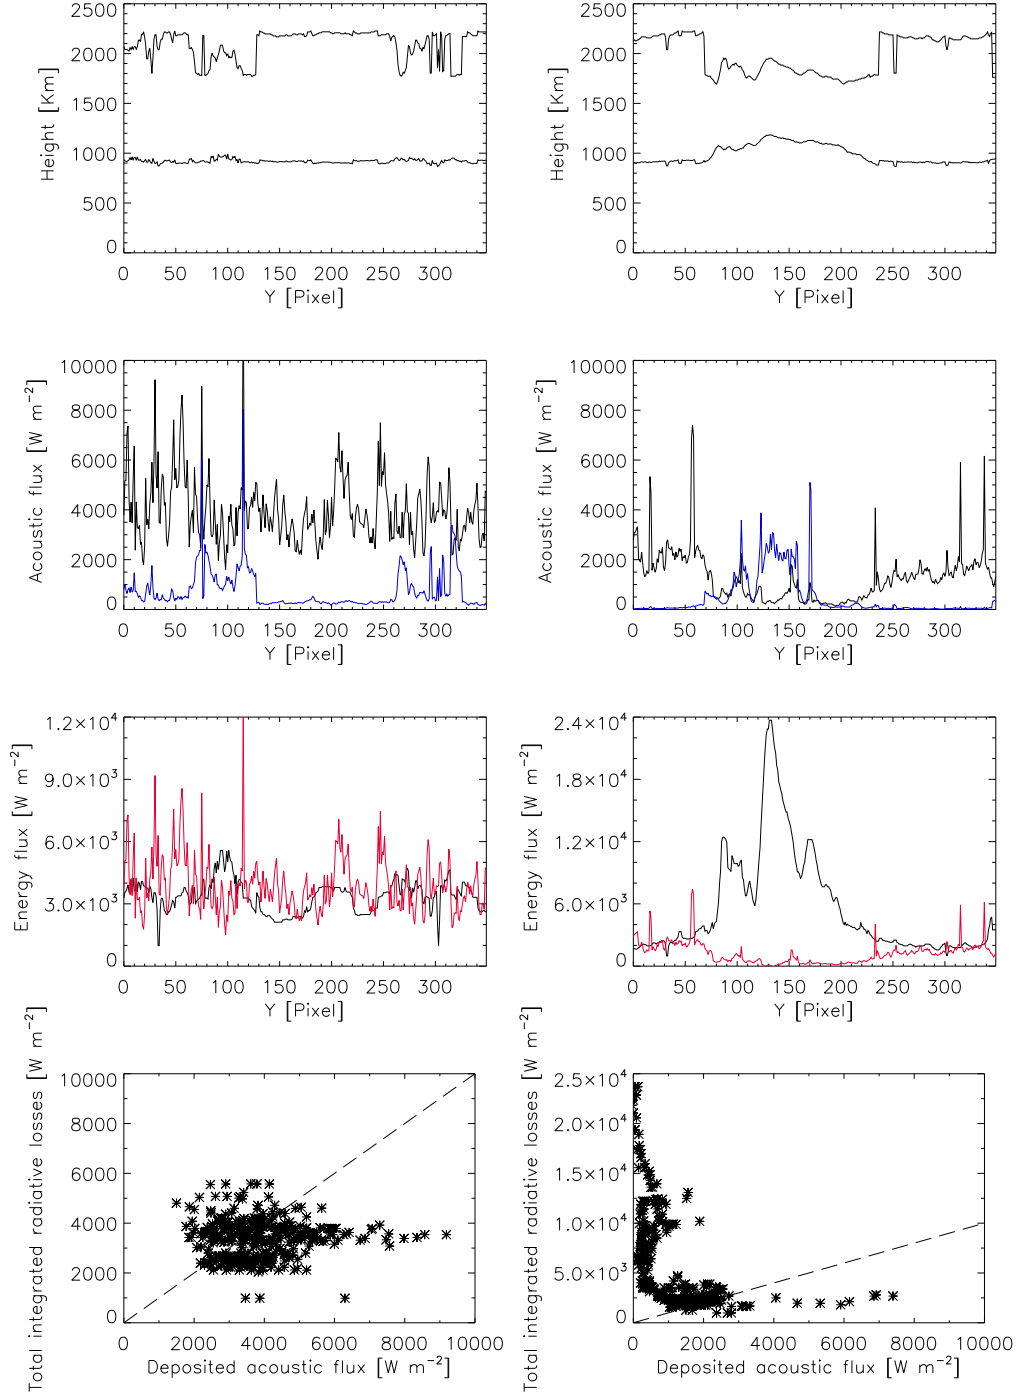 2500
2000
1500
1000
500
0
Height [Km]
0 50 100 150 200 250 300
Y [Pixel]
2500
2000
1500
1000
500
0
Height [Km]
0 50 100 150 200 250 300
Y [Pixel]
10000
8000
6000
4000
2000
0
Acoustic flux [W m⁻²]
0 50 100 150 200 250 300
Y [Pixel]
10000
8000
6000
4000
2000
0
Acoustic flux [W m⁻²]
0 50 100 150 200 250 300
Y [Pixel]
1.2×10⁴
9.0×10³
6.0×10³
3.0×10³
0
Energy flux [W m⁻²]
0 50 100 150 200 250 300
Y [Pixel]
2.4×10⁴
1.8×10⁴
1.2×10⁴
6.0×10³
0
Energy flux [W m⁻²]
0 50 100 150 200 250 300
Y [Pixel]
10000
8000
6000
4000
2000
0
Total integrated radiative losses [W m⁻²]
0 2000 4000 6000 8000 10000
Deposited acoustic flux [W m⁻²]
2.5×10⁴
2.0×10⁴
1.5×10⁴
1.0×10⁴
5.0×10³
0
Total integrated radiative losses [W m⁻²]
0 2000 4000 6000 8000 10000
Deposited acoustic flux [W m⁻²]